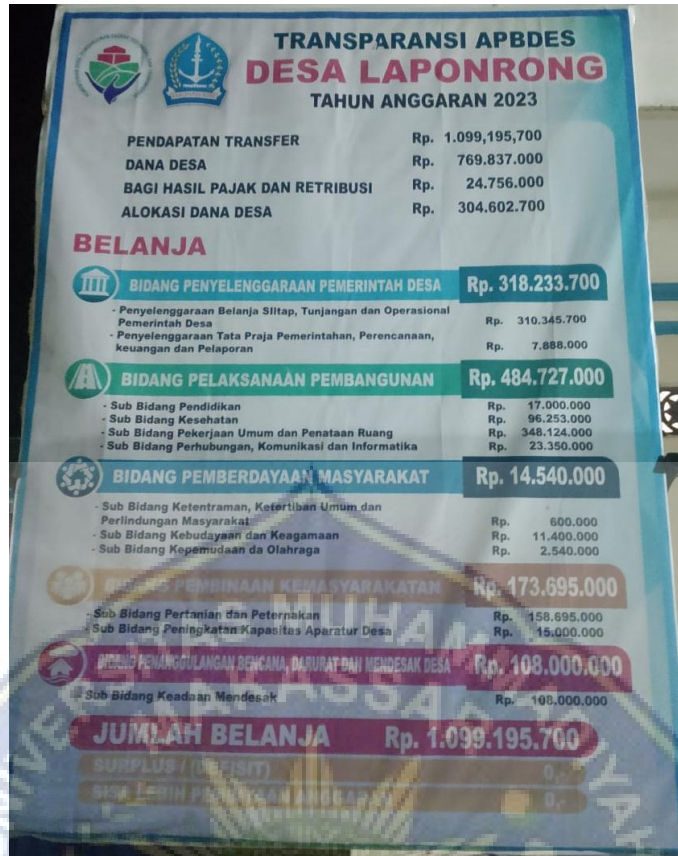 TRANSPARANSI APBDES
DESA LAPONRONG
TAHUN ANGGARAN 2023
PENDAPATAN TRANSFER Rp. 1.099,195,700
DANA DESA Rp. 769.837.000
BAGI HASIL PAJAK DAN RETRIBUSI Rp. 24.756.000
ALOKASI DANA DESA Rp. 304.602.700
BELANJA
BIDANG PENYELENGGARAAN PEMERINTAH DESA Rp. 318.233.700
- Penyelenggaraan Belanja Slitap, Tunjangan dan Operasional
Pemerintah Desa Rp. 310.345.700
- Penyelenggaraan Tata Praja Pemerintahan, Perencanaan,
keuangan dan Pelaporan Rp. 7.888.000
BIDANG PELAKSANAAN PEMBANGUNAN Rp. 484.727.000
- Sub Bidang Pendidikan Rp. 17.000.000
- Sub Bidang Kesehatan Rp. 96.253.000
- Sub Bidang Pekerjaan Umum dan Penataan Ruang Rp. 348.124.000
- Sub Bidang Perhubungan, Komunikasi dan Informatika Rp. 23.350.000
BIDANG PEMBERDAYAAN MASYARAKAT Rp. 14.540.000
- Sub Bidang Ketentraman, Ketertiban Umum dan
Perlindungan Masyarakat Rp. 600.000
- Sub Bidang Kebudayaan dan Keagamaan Rp. 11.400.000
- Sub Bidang Kepemudaan da Olahraga Rp. 2.540.000
BIDANG PEMBINAAN KEMASYARAKATAN Rp. 173.695.000
- Sub Bidang Pertanian dan Peternakan Rp. 158.695.000
- Sub Bidang Peningkatan Kapasitas Aparatur Desa Rp. 15.000.000
BIDANG PENANGGULANGAN BENCANA, DARURAT DAN MENDESAK DESA Rp. 108.000.000
- Sub Bidang Keadaan Mendesak Rp. 108.000.000
JUMLAH BELANJA Rp. 1.099.195.700
SURPLUS / (DEFISIT) 0,-
SISA LEBIH ANGGARAN 0,-